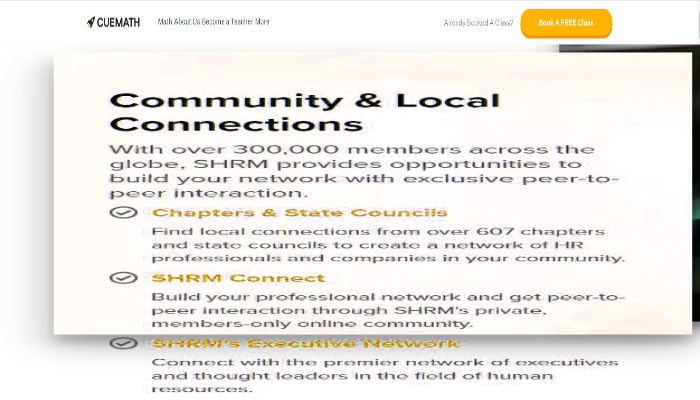 CUEMATH Math About Us Become a Teacher More Already Booked A Class? Book A FREE Class
Community & Local
Connections
With over 300,000 members across the
globe, SHRM provides opportunities to
build your network with exclusive peer-to-
peer interaction.
Chapters & State Councils
Find local connections from over 607 chapters
and state councils to create a network of HR
professionals and companies in your community.
SHRM Connect
Build your professional network and get peer-to-
peer interaction through SHRM's private,
members-only online community.
SHRM's Executive Network
Connect with the premier network of executives
and thought leaders in the field of human
resources.